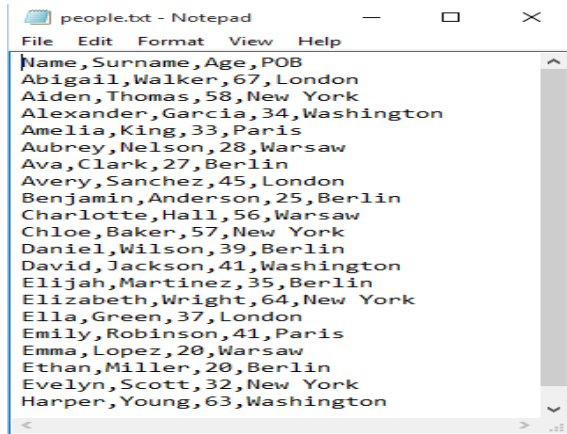 people.txt - Notepad
File Edit Format View Help
Name,Surname,Age,POB
Abigail,Walker,67,London
Aiden,Thomas,58,New York
Alexander,Garcia,34,Washington
Amelia,King,33,Paris
Aubrey,Nelson,28,Warsaw
Ava,Clark,27,Berlin
Avery,Sanchez,45,London
Benjamin,Anderson,25,Berlin
Charlotte,Hall,56,Warsaw
Chloe,Baker,57,New York
Daniel,Wilson,39,Berlin
David,Jackson,41,Washington
Elijah,Martinez,35,Berlin
Elizabeth,Wright,64,New York
Ella,Green,37,London
Emily,Robinson,41,Paris
Emma,Lopez,20,Warsaw
Ethan,Miller,20,Berlin
Evelyn,Scott,32,New York
Harper,Young,63,Washington